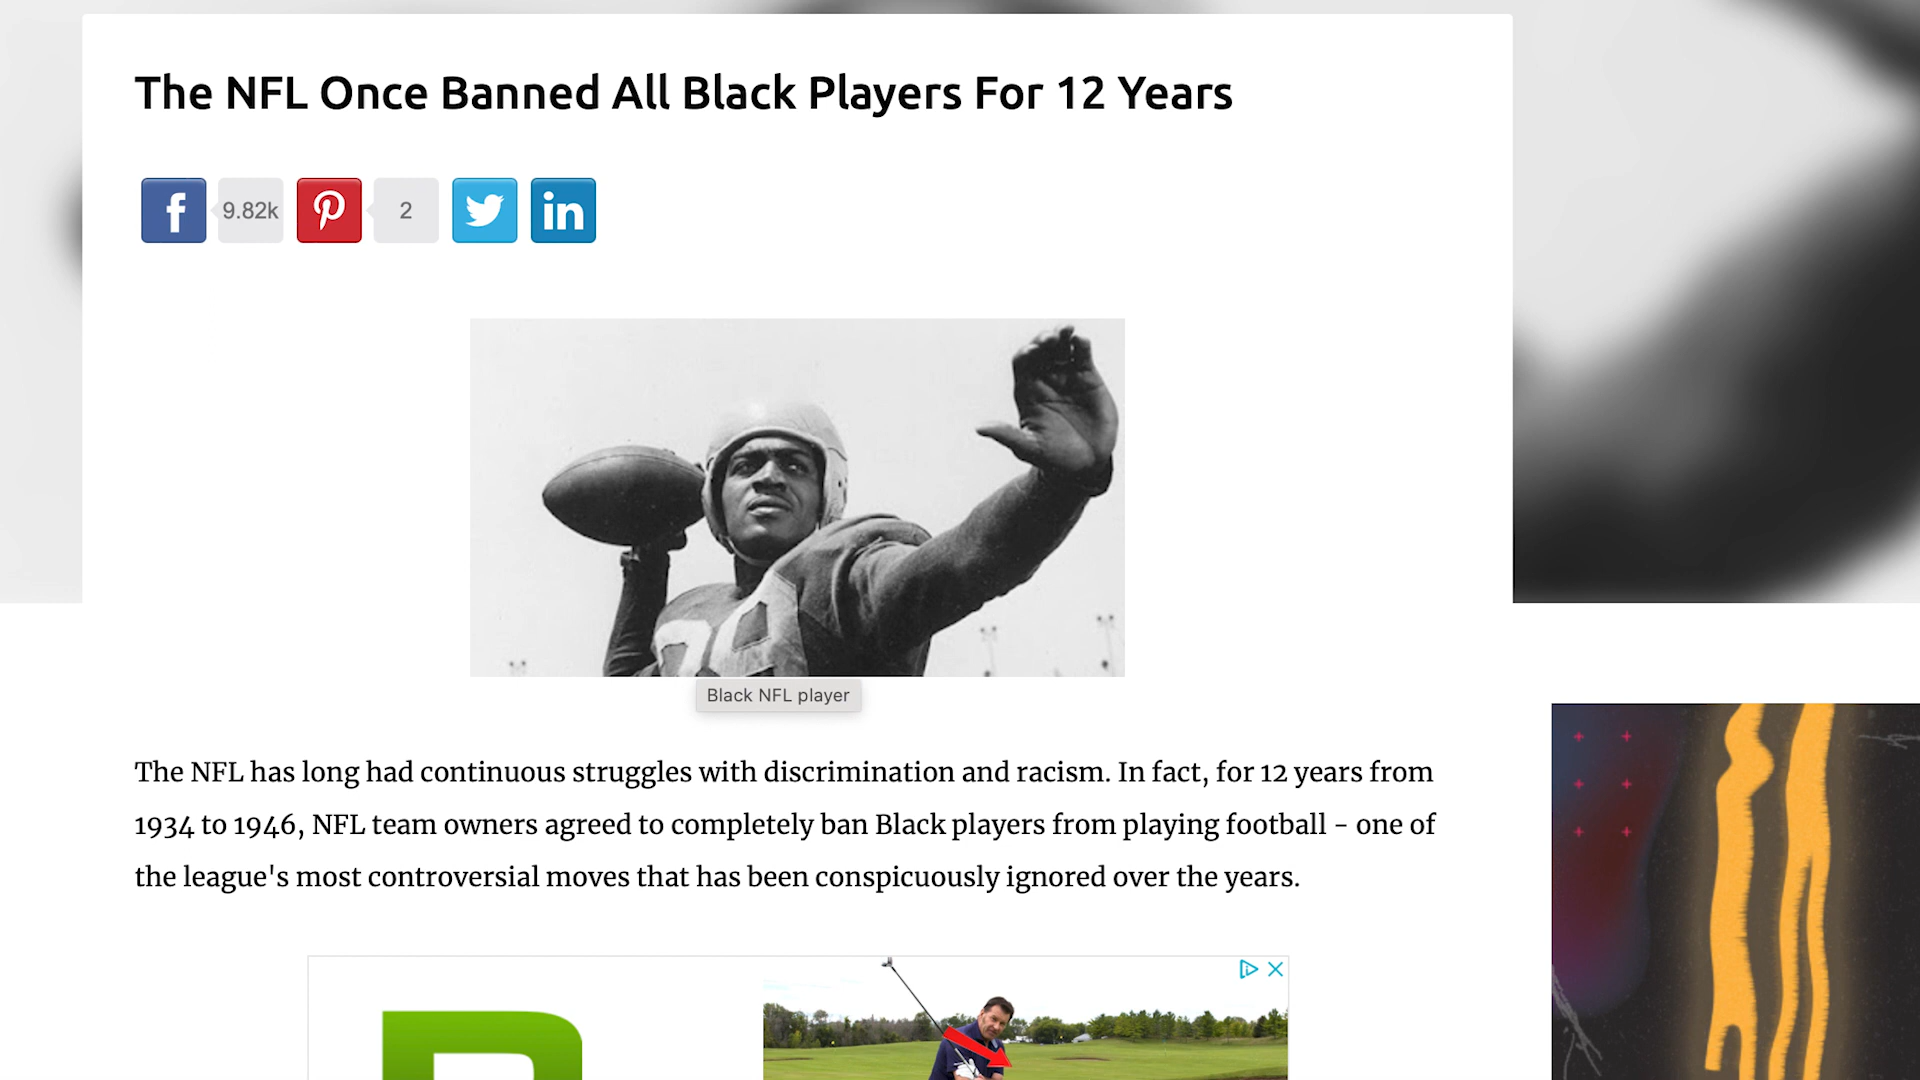 The NFL Once Banned All Black Players For 12 Years
9.82k
2
Black NFL player
The NFL has long had continuous struggles with discrimination and racism. In fact, for 12 years from
1934 to 1946, NFL team owners agreed to completely ban Black players from playing football - one of
the league's most controversial moves that has been conspicuously ignored over the years.